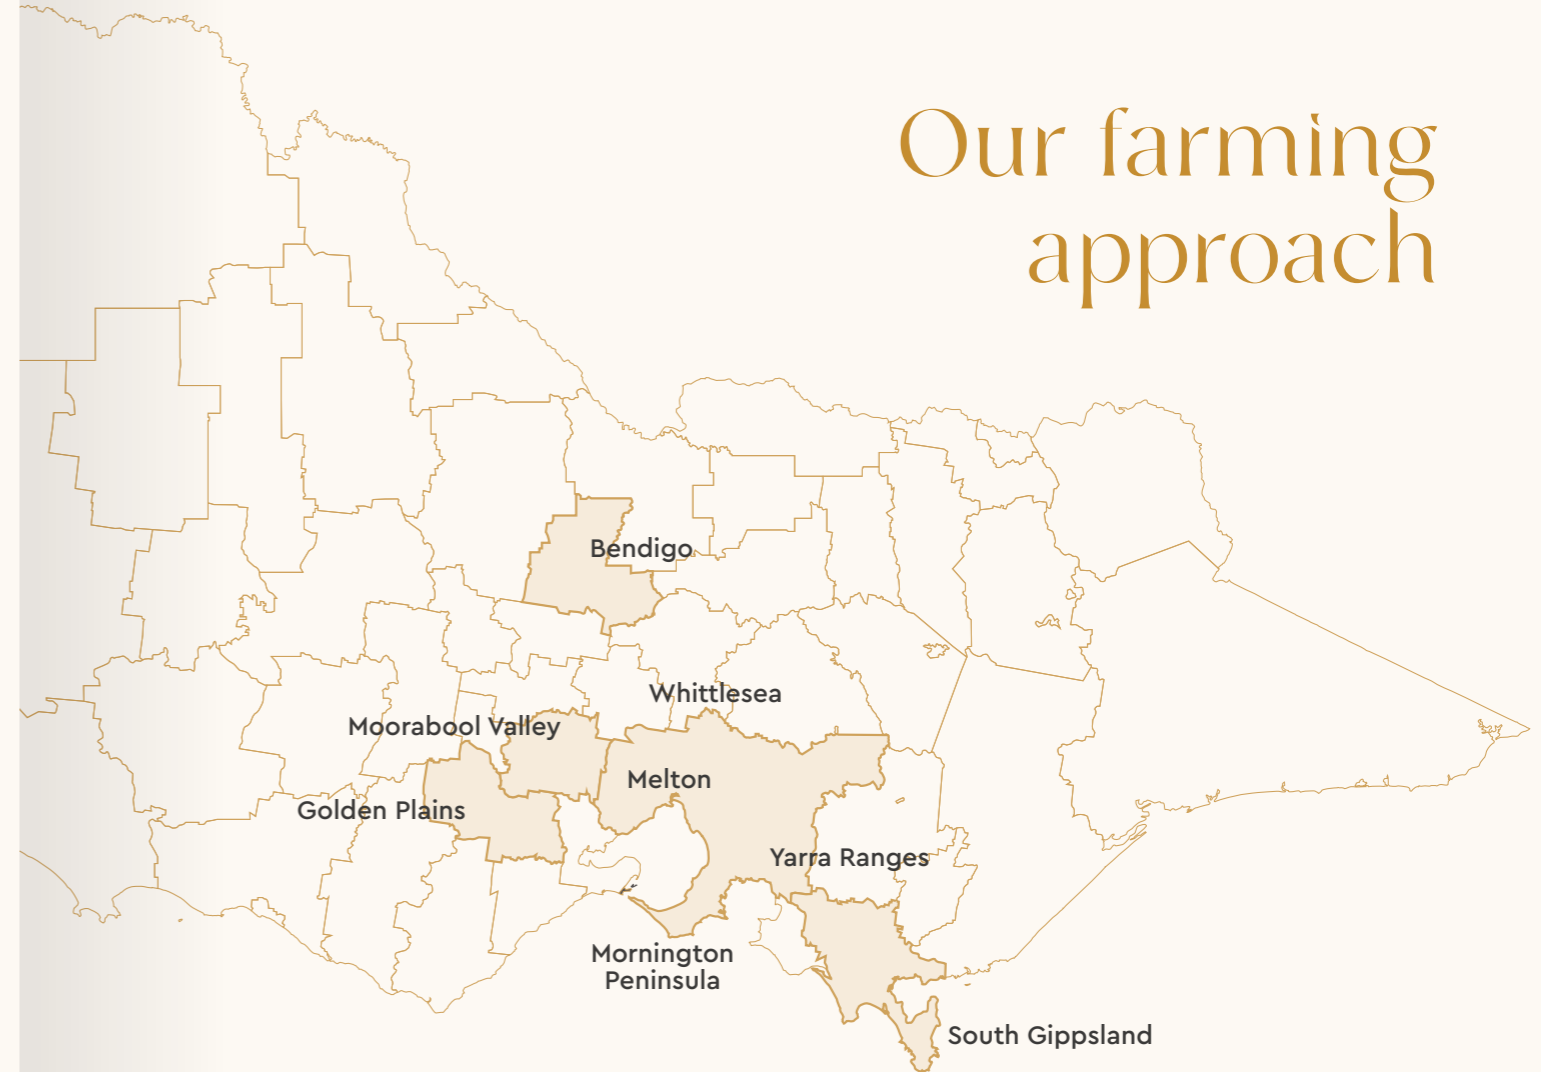 Our farming
approach
Bendigo
Whittlesea
Moorabool Valley
Melton
Golden Plains
Yarra Ranges
Mornington
Peninsula
South Gippsland